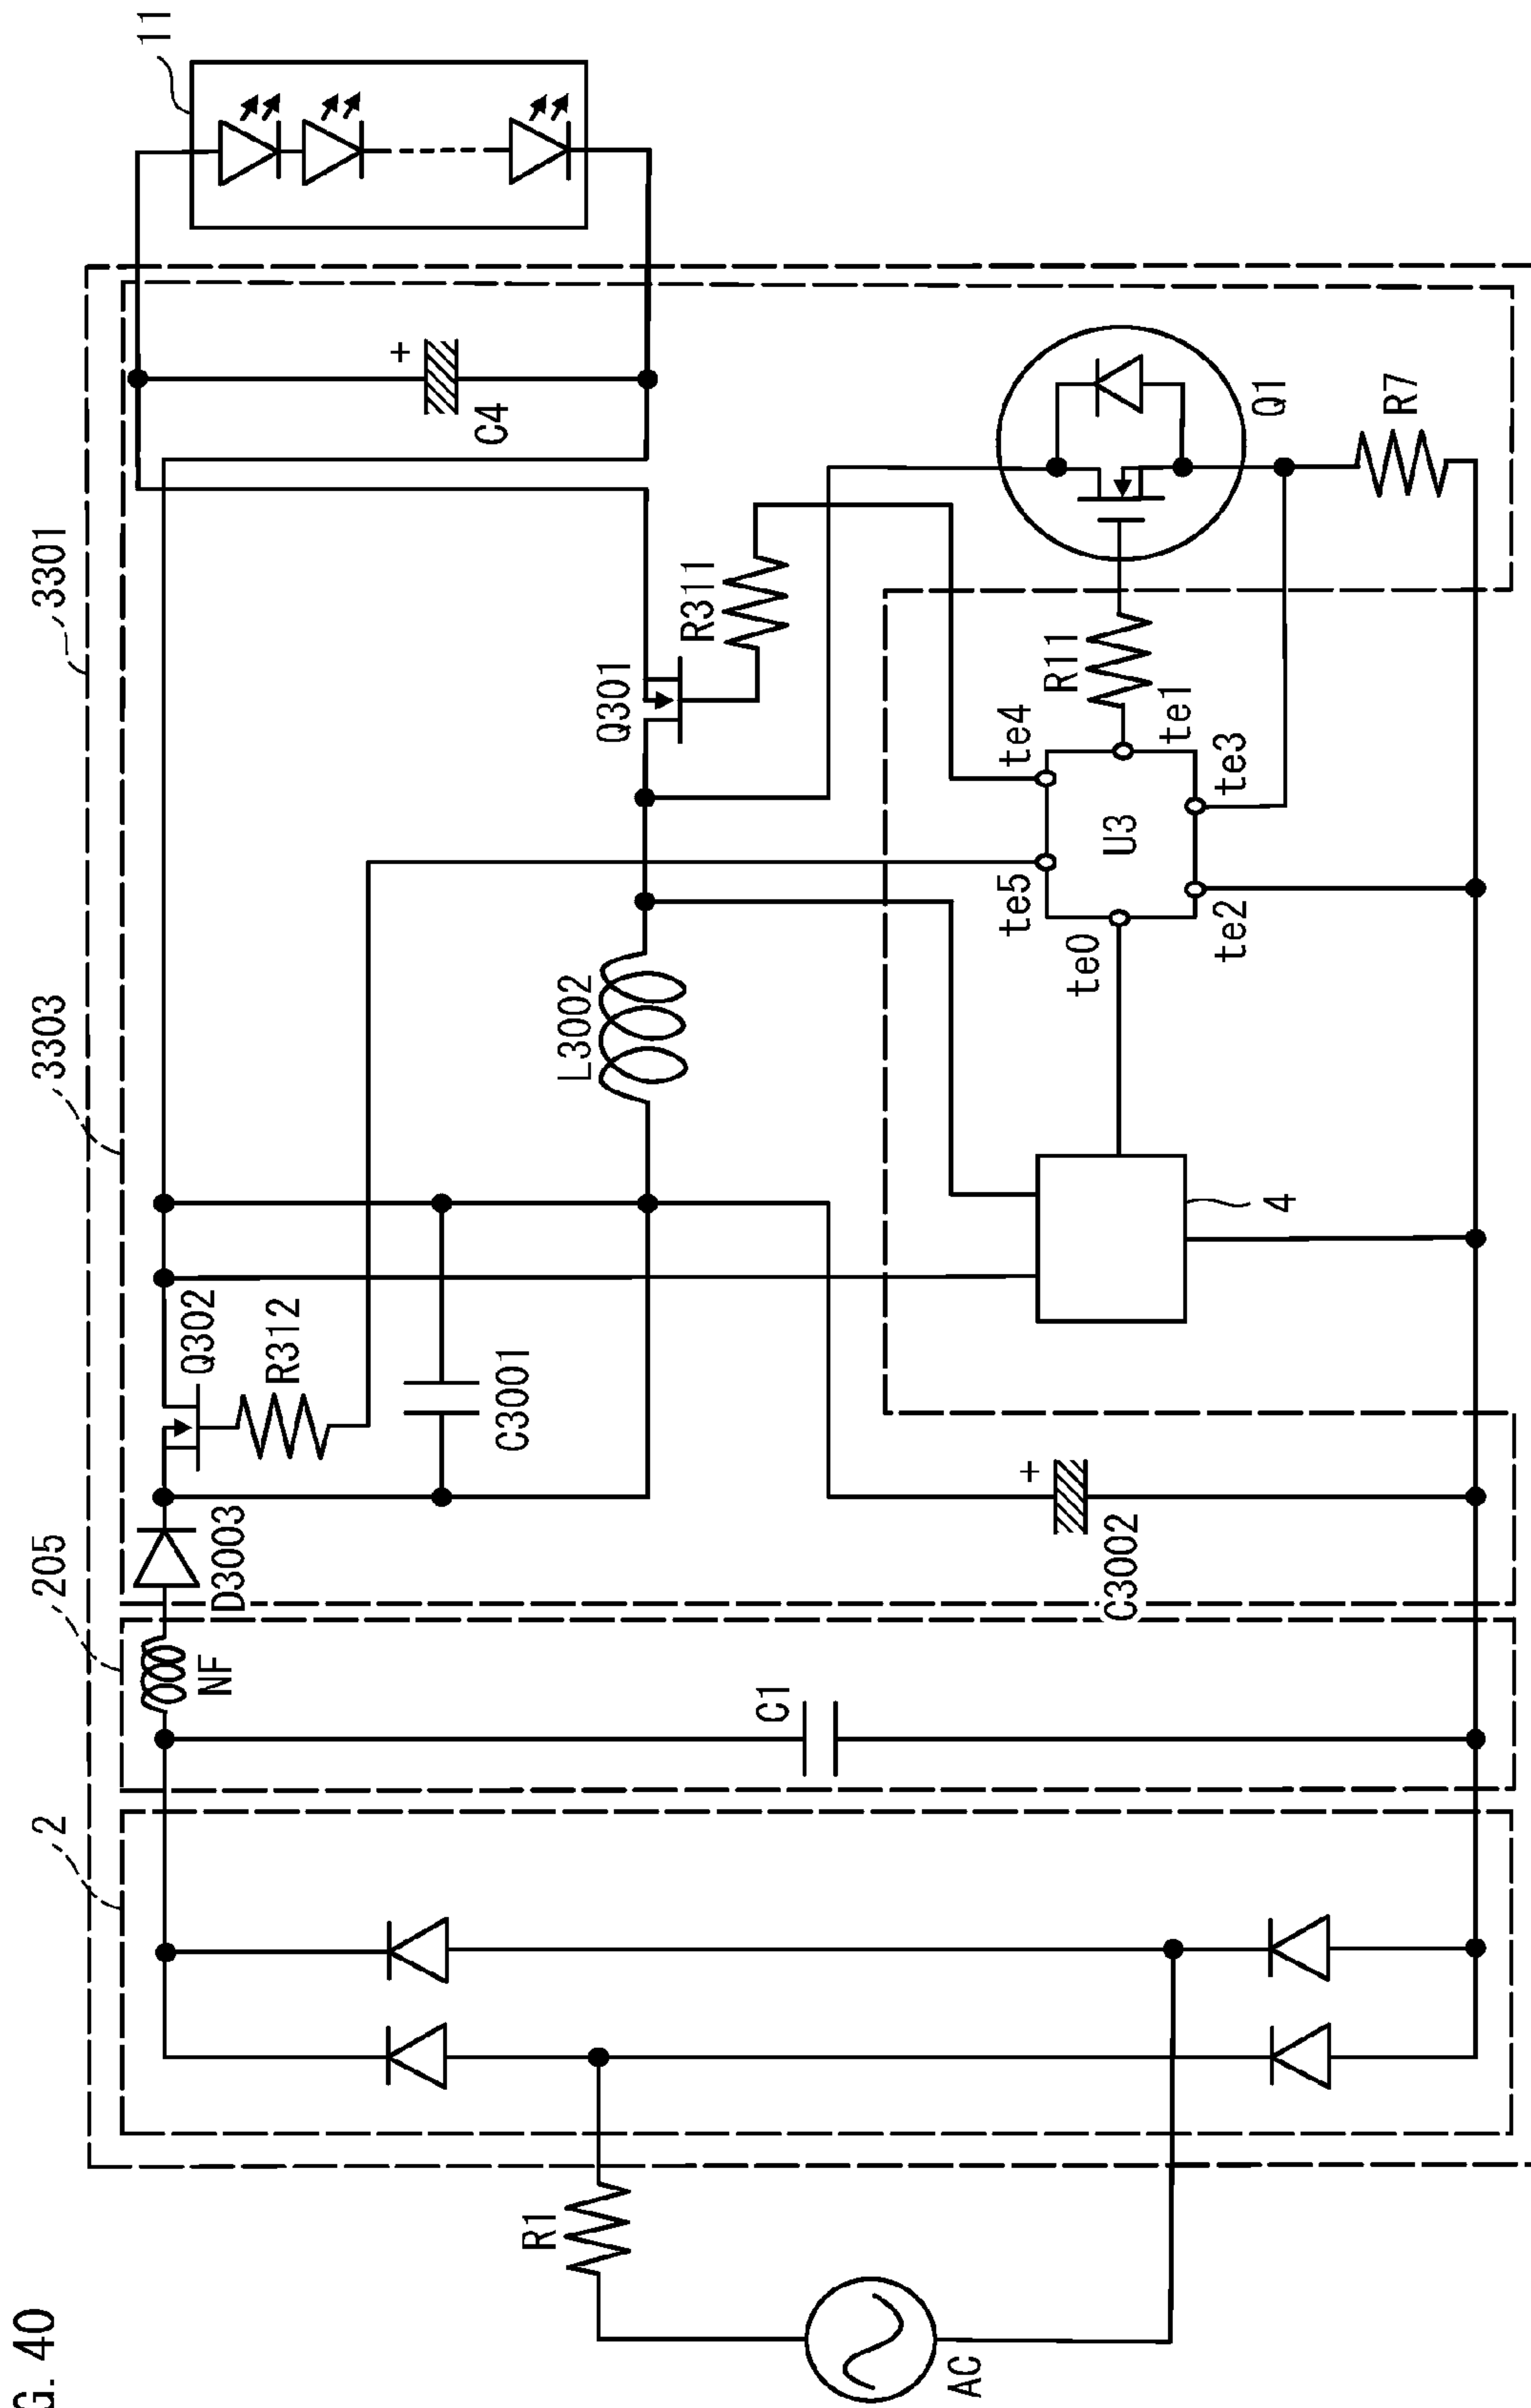 G. 40
3301
3303
205
2
11
C4
Q1
R7
R311
Q301
R11
te4
te1
te5
U3
te3
te0
te2
L3002
4
Q302
R312
C3001
D3003
+
+
C3002
NF
C1
R1
AC